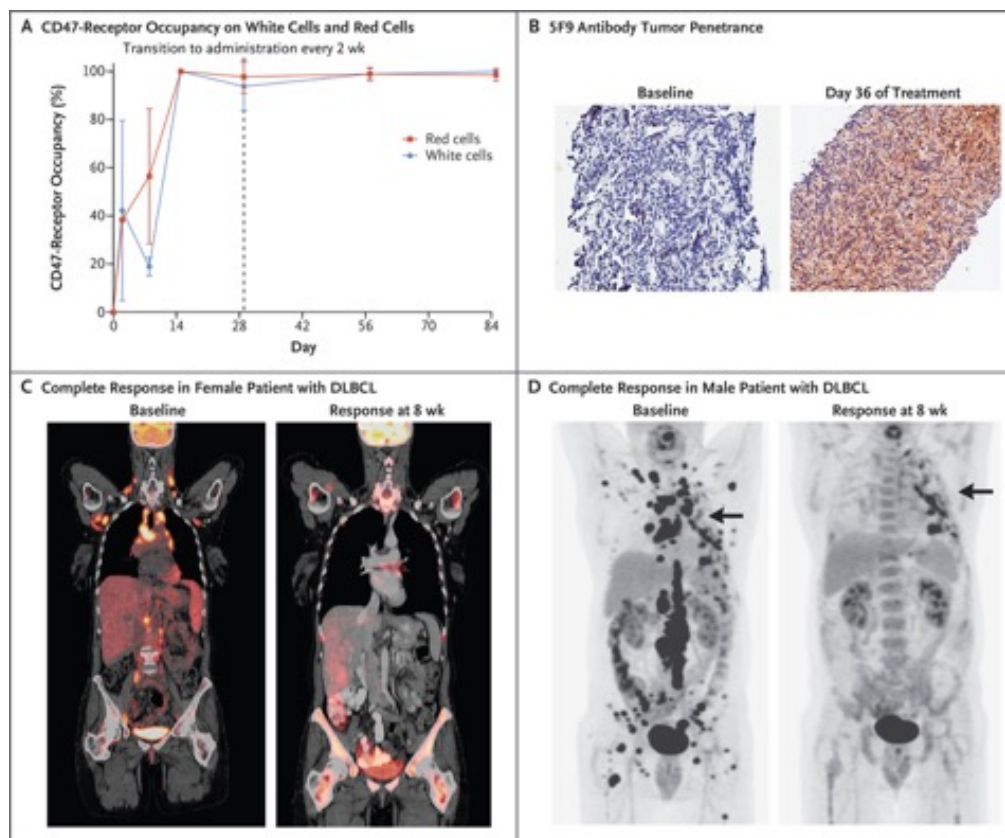 A CD47-Receptor Occupancy on White Cells and Red Cells
Transition to administration every 2 wk
CD47-Receptor Occupancy (%)
100
80
60
40
20
0
Red cells
White cells
0 14 28 42 56 70 84
Day
B 5F9 Antibody Tumor Penetrance
Baseline Day 36 of Treatment
C Complete Response in Female Patient with DLBCL
Baseline Response at 8 wk
D Complete Response in Male Patient with DLBCL
Baseline Response at 8 wk